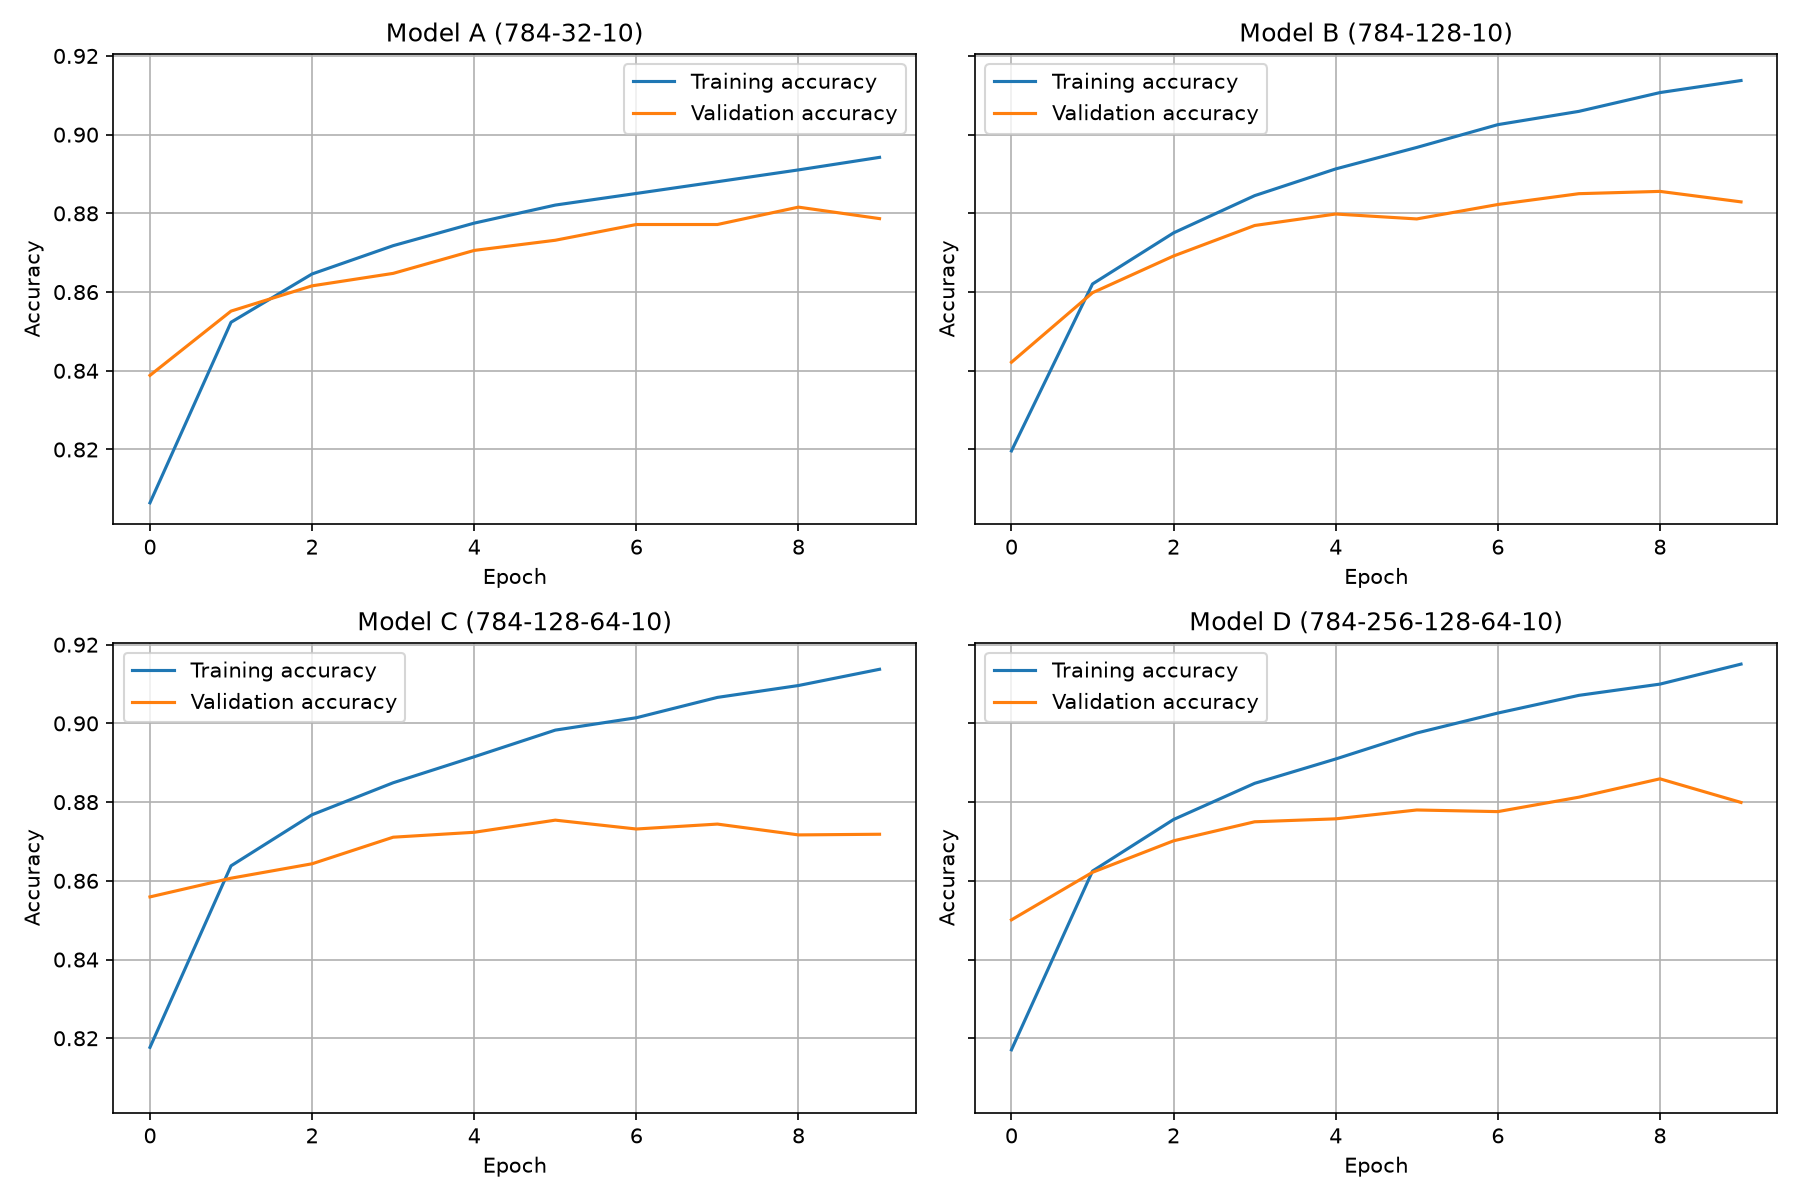 Model A (784-32-10)
Training accuracy
Validation accuracy
0.92
0.90
0.88
0.86
0.84
0.82
Accuracy
0 2 4 6 8
Epoch
Model B (784-128-10)
Training accuracy
Validation accuracy
Accuracy
0 2 4 6 8
Epoch
Model C (784-128-64-10)
Training accuracy
Validation accuracy
0.92
0.90
0.88
0.86
0.84
0.82
Accuracy
0 2 4 6 8
Epoch
Model D (784-256-128-64-10)
Training accuracy
Validation accuracy
Accuracy
0 2 4 6 8
Epoch